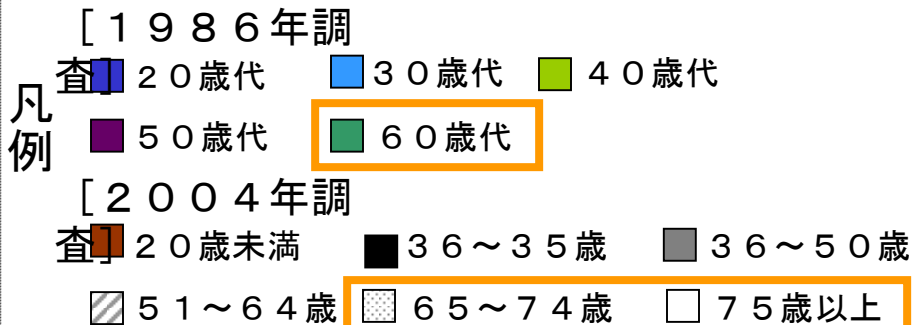 ［１９８６年調査］
２０歳代 ３０歳代 ４０歳代
凡例
５０歳代 ６０歳代
［２００４年調査］
２０歳未満 ３６～３５歳 ３６～５０歳
５１～６４歳 ６５～７４歳 ７５歳以上